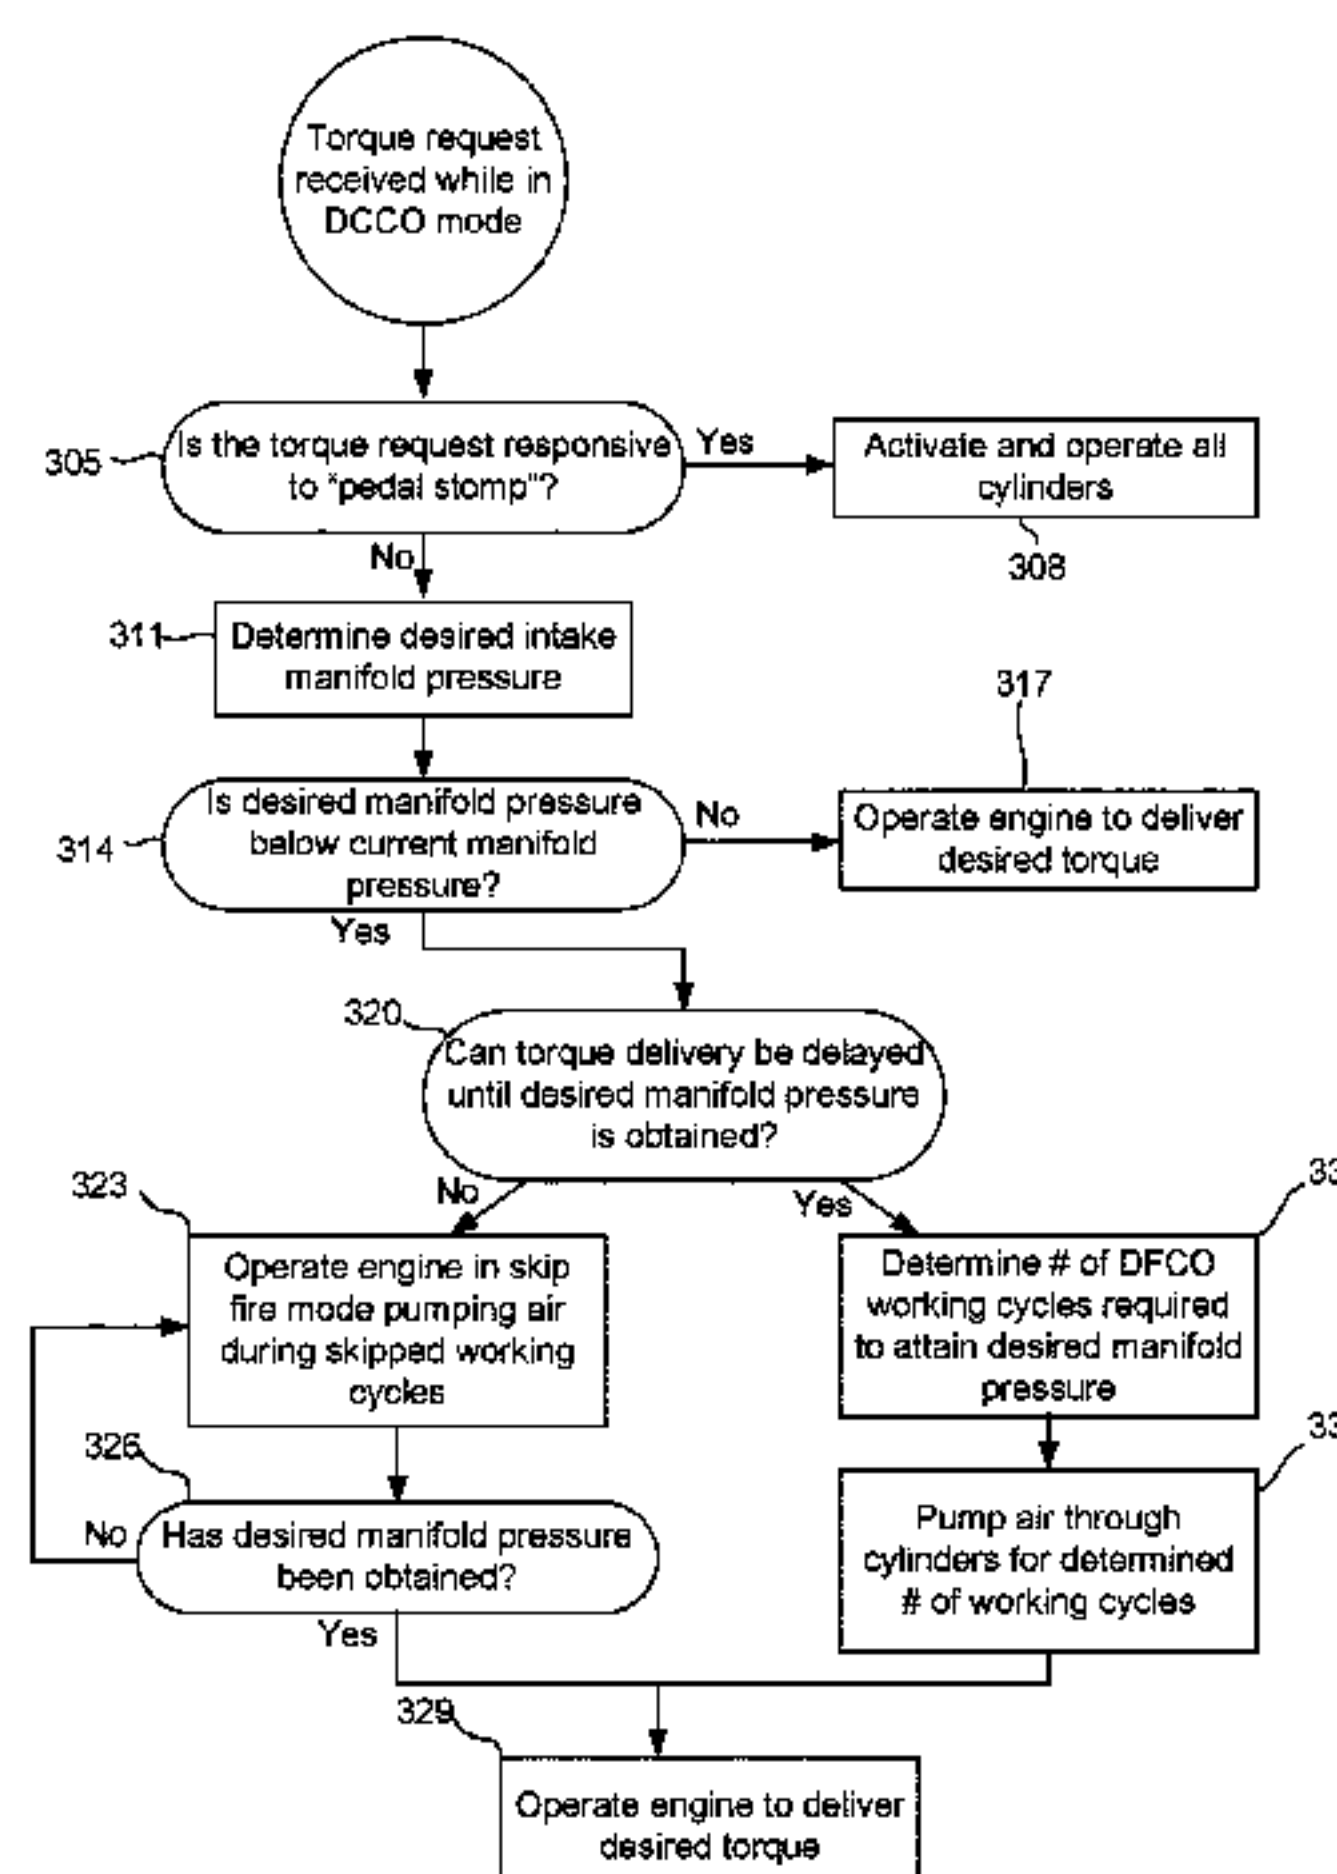 Torque request
received while in
DCCO mode
305
Is the torque request responsive
to "pedal stomp"?
Yes
Activate and operate all
cylinders
308
No
311
Determine desired intake
manifold pressure
317
314
Is desired manifold pressure
below current manifold
pressure?
No
Operate engine to deliver
desired torque
Yes
320
Can torque delivery be delayed
until desired manifold pressure
is obtained?
No
Yes
323
Operate engine in skip
fire mode pumping air
during skipped working
cycles
33
Determine # of DFCO
working cycles required
to attain desired manifold
pressure
326
No
Has desired manifold pressure
been obtained?
Yes
33
Pump air through
cylinders for determined
# of working cycles
329
Operate engine to deliver
desired torque